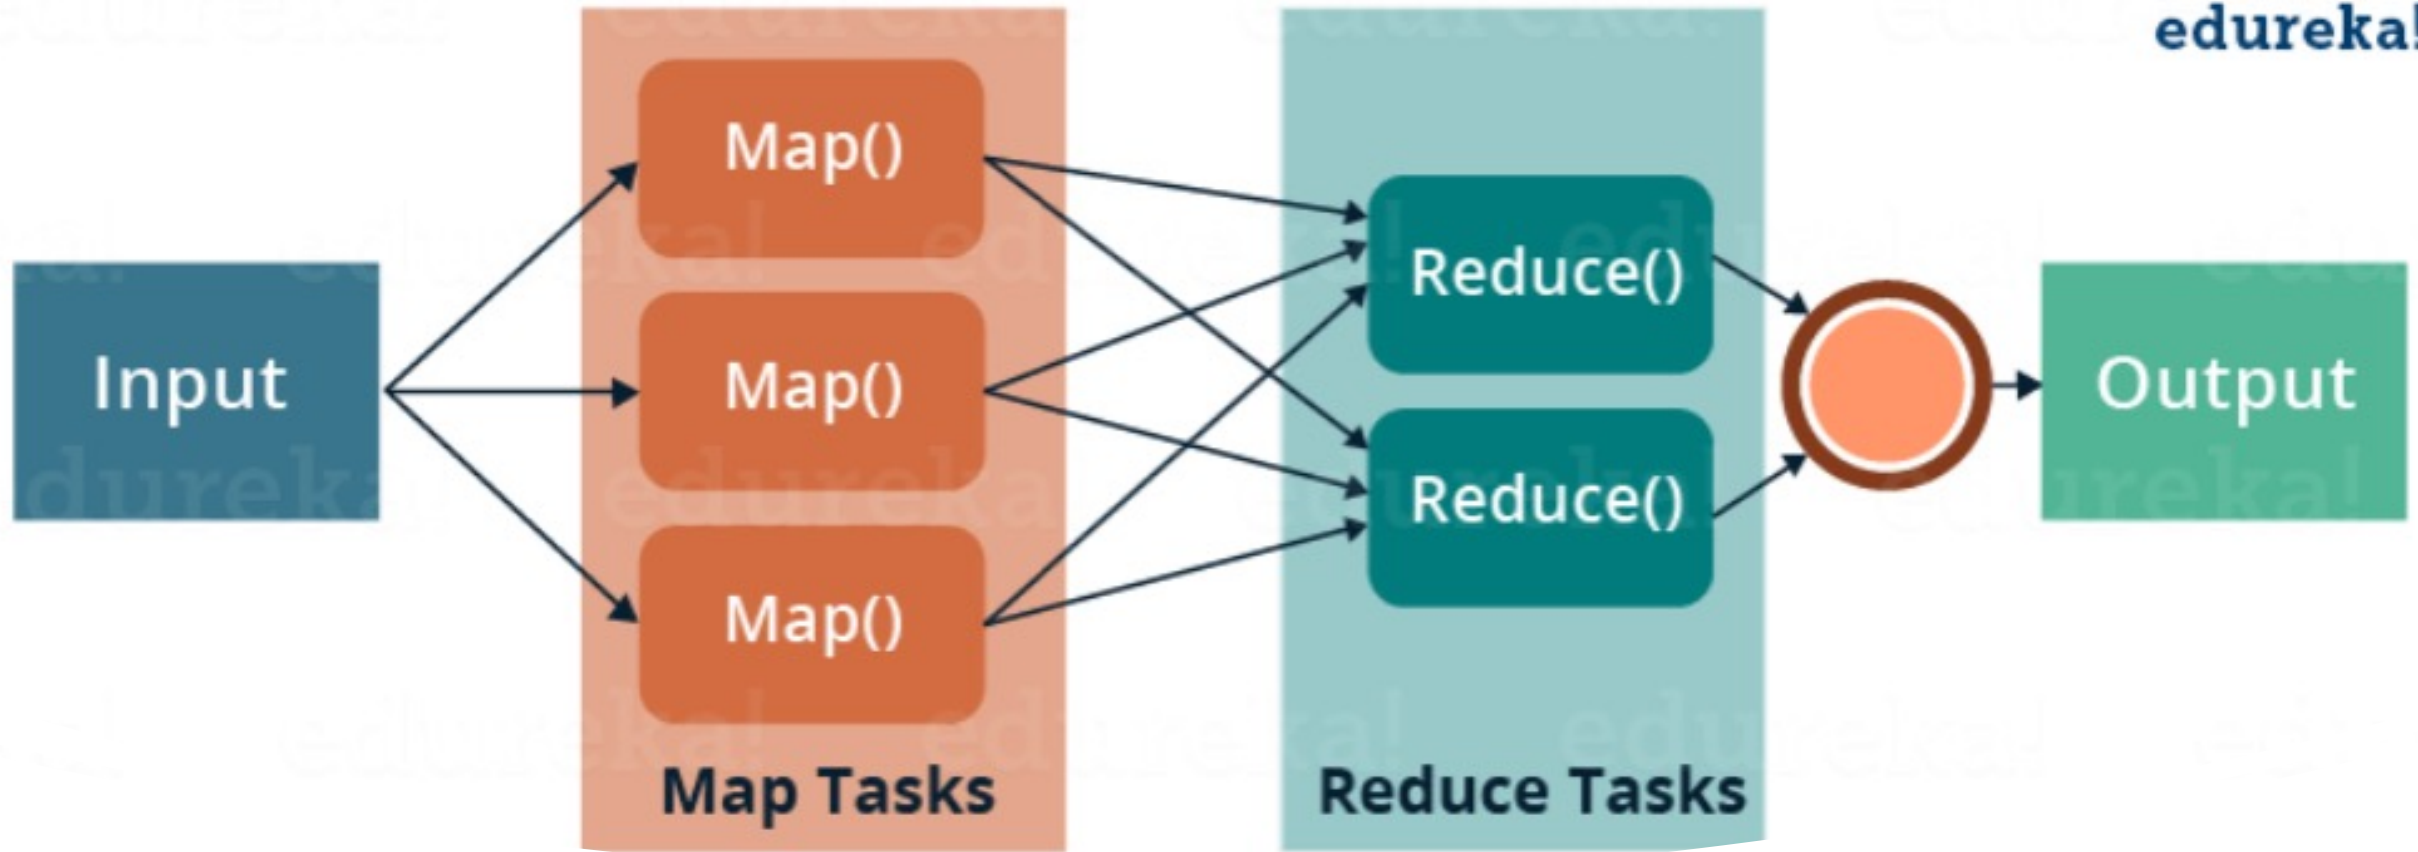 edureka!
Map()
Map()
Map()
Reduce()
Reduce()
Input
Output
Map Tasks
Reduce Tasks